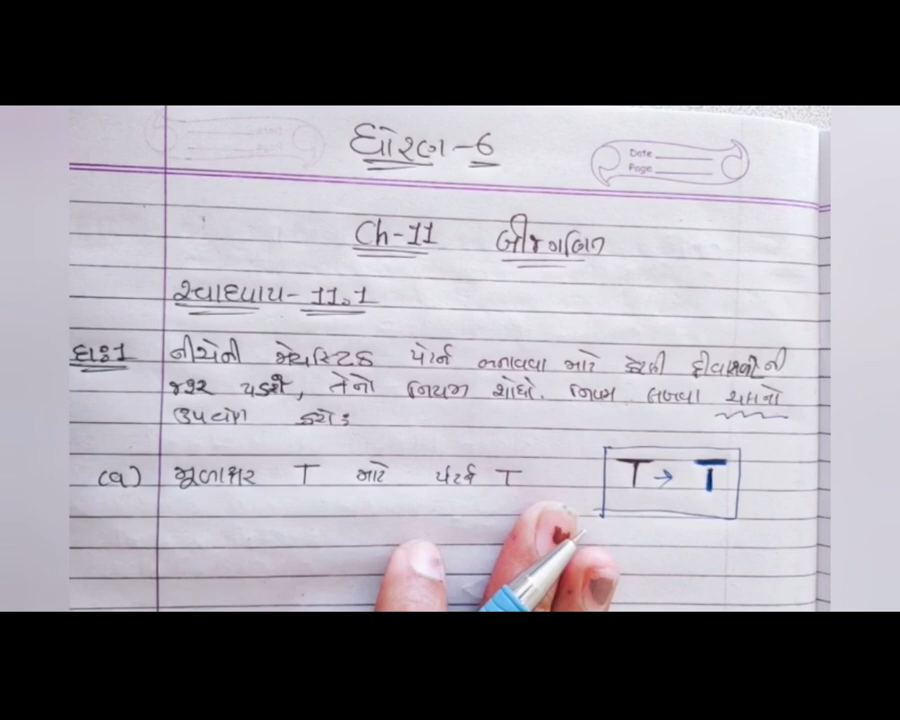 ધોરણ - 6
Date
Page
Ch-11 બીજગણિત
સ્વાધ્યાય - 11.1
દાઃ1 નીચેની મેચસ્ટિક પેટર્ન બનાવવા માટે કેટલી દીવાસળીની
જરૂર પડશે, તેનો નિયમ શોધો. નિયમ લખવા ચલનો
ઉપયોગ કરોઃ
(a) મૂળાક્ષર T માટે પેટર્ન T
T → T